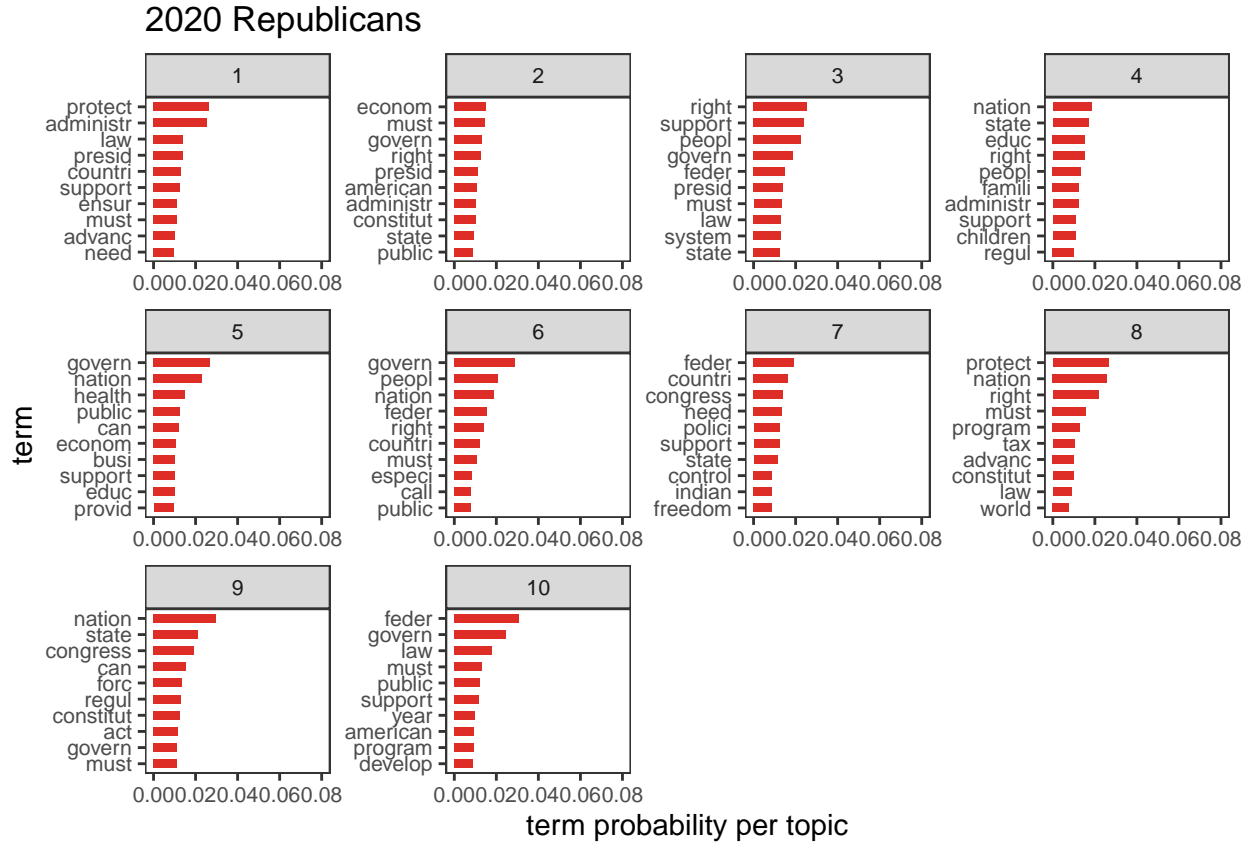 2020 Republicans
1
protect
administr
law
presid
countri
support
ensur
must
advanc
need
0.000.020.040.060.08
2
econom
must
govern
right
presid
american
administr
constitut
state
public
0.000.020.040.060.08
3
right
support
peopl
govern
feder
presid
must
law
system
state
0.000.020.040.060.08
4
nation
state
educ
right
peopl
famili
administr
support
children
regul
0.000.020.040.060.08
5
govern
nation
health
public
can
econom
busi
support
educ
provid
0.000.020.040.060.08
6
govern
peopl
nation
feder
right
countri
must
especi
call
public
0.000.020.040.060.08
7
feder
countri
congress
need
polici
support
state
control
indian
freedom
0.000.020.040.060.08
8
protect
nation
right
must
program
tax
advanc
constitut
law
world
0.000.020.040.060.08
9
nation
state
congress
can
forc
regul
constitut
act
govern
must
0.000.020.040.060.08
10
feder
govern
law
must
public
support
year
american
program
develop
0.000.020.040.060.08
term
term probability per topic